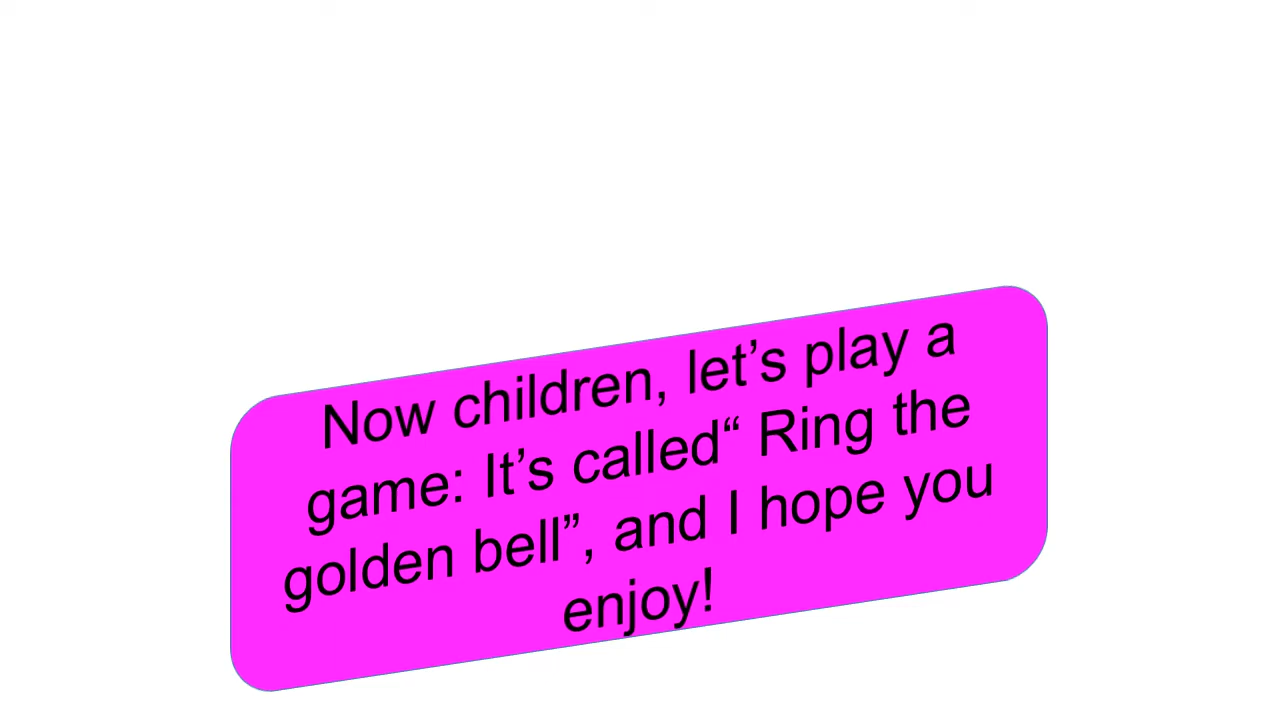 Now children, let’s play a
game: It’s called“ Ring the
golden bell”, and I hope you
enjoy!